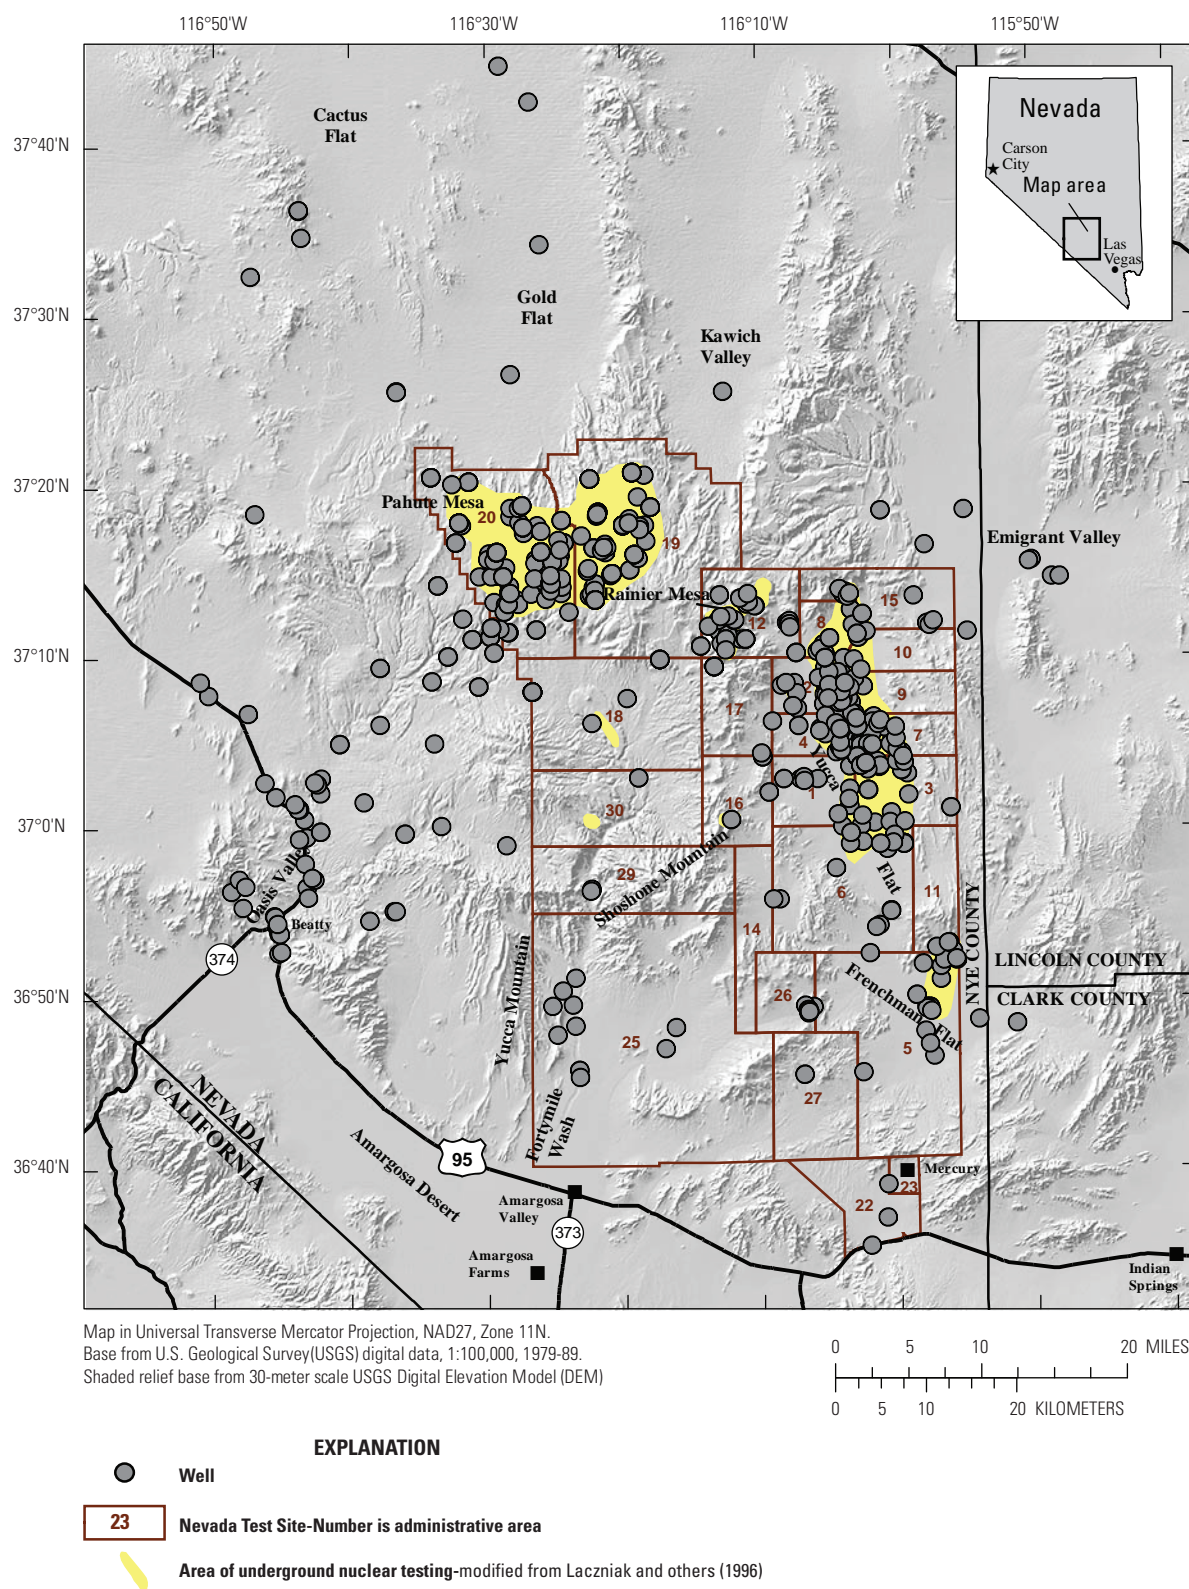 116°50'W 116°30'W 116°10'W 115°50'W
37°40'N
37°30'N
37°20'N
37°10'N
37°0'N
36°50'N
36°40'N
Nevada
Carson
City
Map area
Las
Vegas
Cactus
Flat
Gold
Flat
Kawich
Valley
Pahute Mesa
20
19
Emigrant Valley
Rainier Mesa
12
15
8
10
2
9
17
18
4
7
Yucca
1
3
16
30
Shoshone Mountain
29
Flat
6
11
Oasis Valley
Beatty
14
374
NYE COUNTY
LINCOLN COUNTY
CLARK COUNTY
Yucca Mountain
26
Frenchman Flat
25
5
27
NEVADA
CALIFORNIA
Fortymile
Wash
Amargosa Desert
95
Mercury
23
22
Amargosa
Valley
373
Amargosa
Farms
Indian
Springs
Map in Universal Transverse Mercator Projection, NAD27, Zone 11N.
Base from U.S. Geological Survey(USGS) digital data, 1:100,000, 1979-89.
Shaded relief base from 30-meter scale USGS Digital Elevation Model (DEM)
0 5 10 20 MILES
0 5 10 20 KILOMETERS
EXPLANATION
Well
23 Nevada Test Site-Number is administrative area
Area of underground nuclear testing-modified from Laczniak and others (1996)